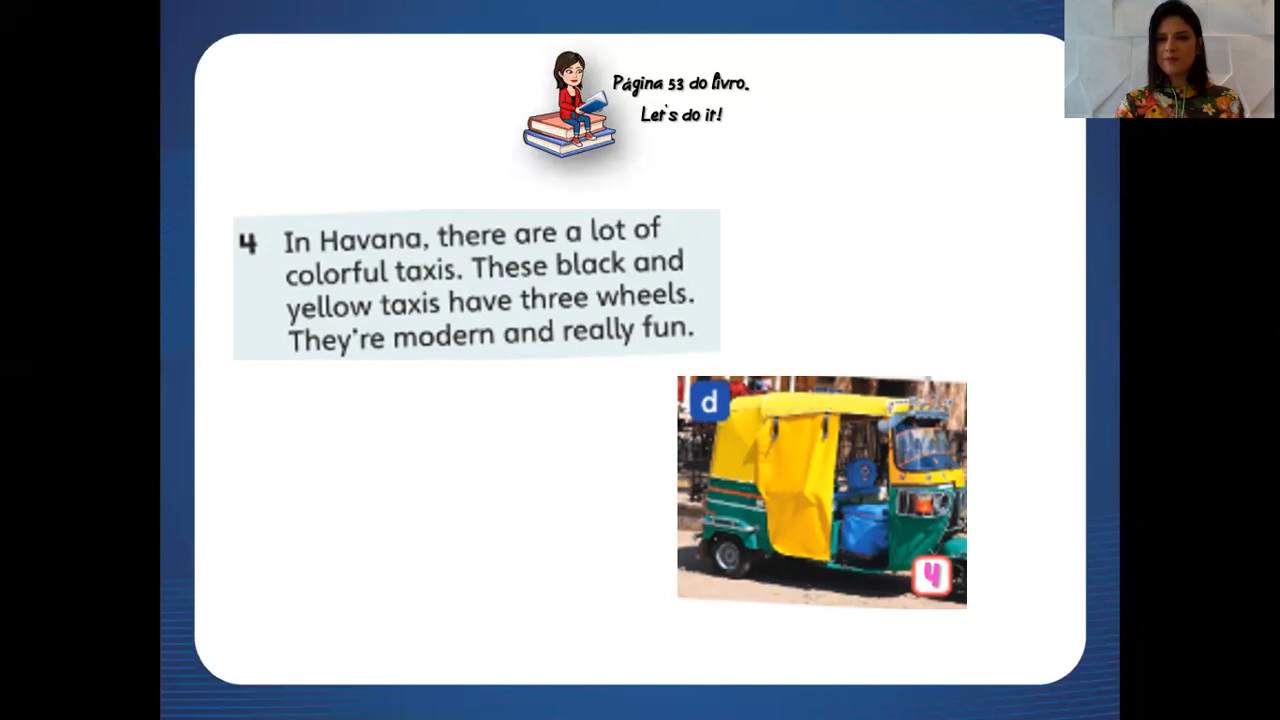 Página 53 do livro.
Let's do it!
4 In Havana, there are a lot of
colorful taxis. These black and
yellow taxis have three wheels.
They're modern and really fun.
d
4